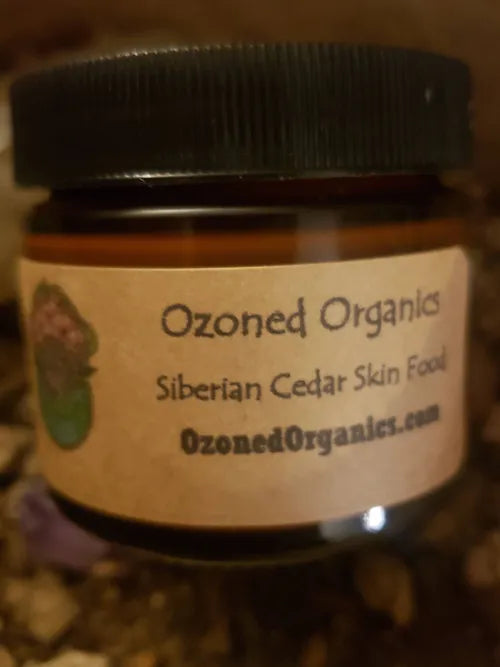 Ozoned Organics
Siberian Cedar Skin Food
OzonedOrganics.com